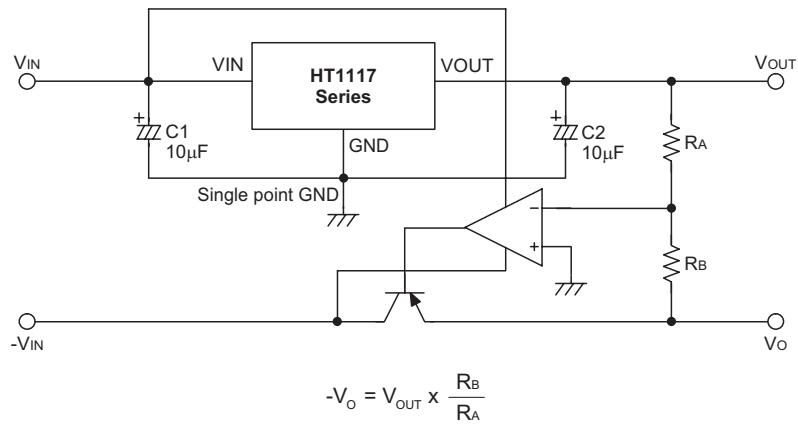 VIN
VIN
HT1117
Series
VOUT
VOUT
+
C1
10μF
GND
+
C2
10μF
RA
Single point GND
−
+
RB
-VIN
VO
-VO = VOUT x RB
RA